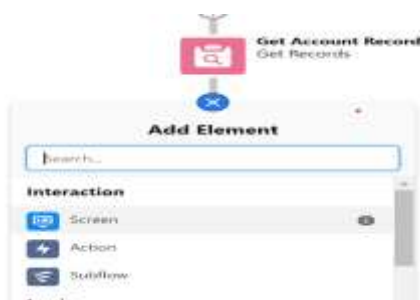 Get Account Record
Get Records
Add Element
Search...
Interaction
Screen
Action
Subflow